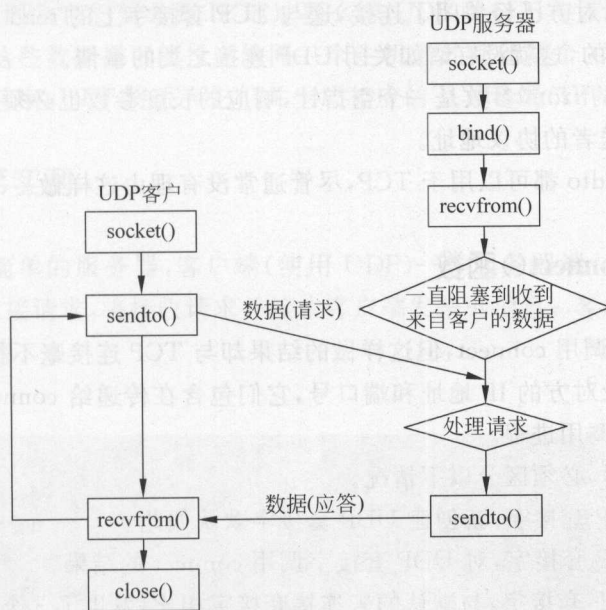 UDP服务器
socket()
bind()
recvfrom()
UDP客户
socket()
sendto()
数据(请求)
直阻塞到收到
来自客户的数据
处理请求
数据(应答)
recvfrom()
sendto()
close()